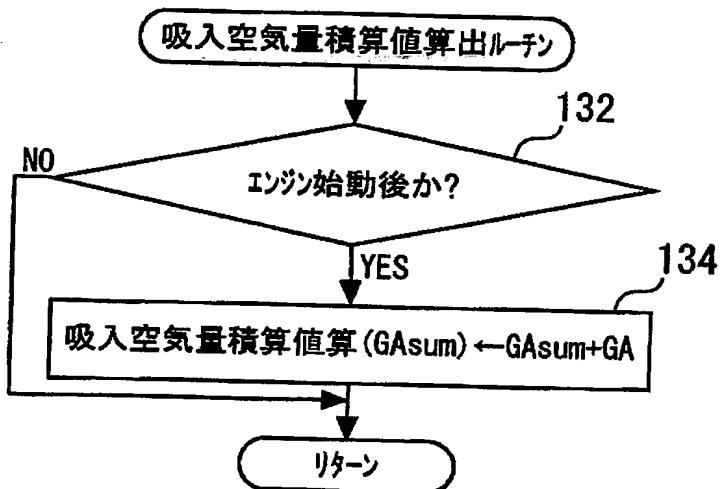 吸入空気量積算値算出ﾙｰﾁﾝ
132
ｴﾝｼﾞﾝ始動後か?
NO
YES
134
吸入空気量積算値算(GAsum)←GAsum+GA
ﾘﾀｰﾝ